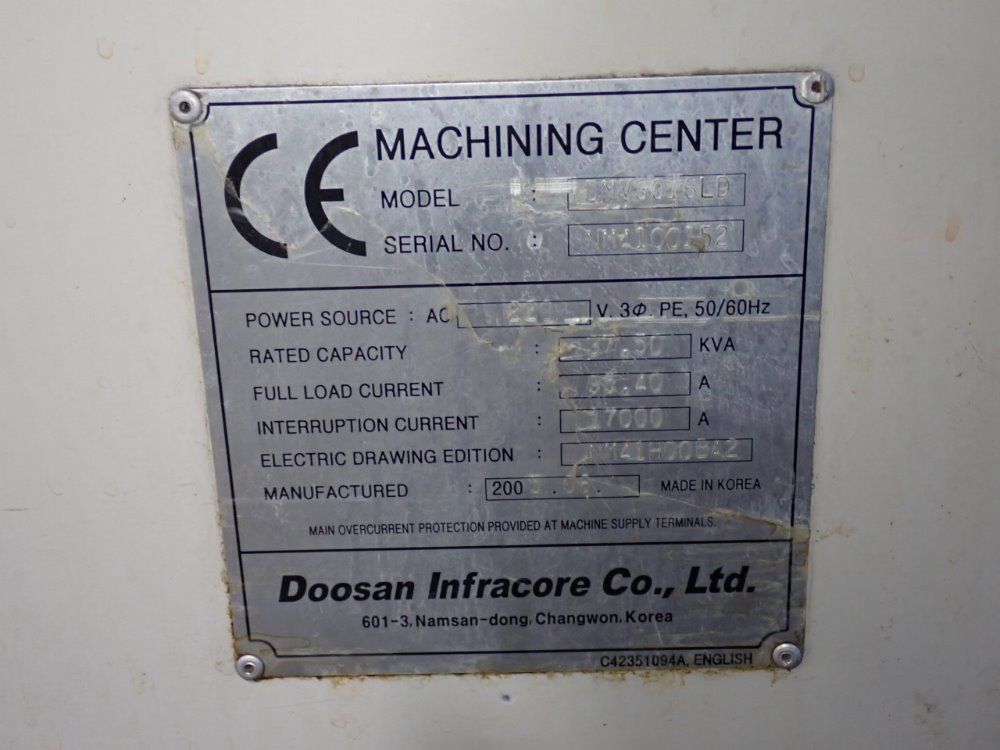 CE MACHINING CENTER
MODEL :
SERIAL NO. :
POWER SOURCE : AC V. 3Φ PE, 50/60Hz
RATED CAPACITY : KVA
FULL LOAD CURRENT : A
INTERRUPTION CURRENT : 17000 A
ELECTRIC DRAWING EDITION :
MANUFACTURED : 200 MADE IN KOREA
MAIN OVERCURRENT PROTECTION PROVIDED AT MACHINE SUPPLY TERMINALS.
Doosan Infracore Co., Ltd.
601-3, Namsan-dong, Changwon, Korea
C42351094A, ENGLISH